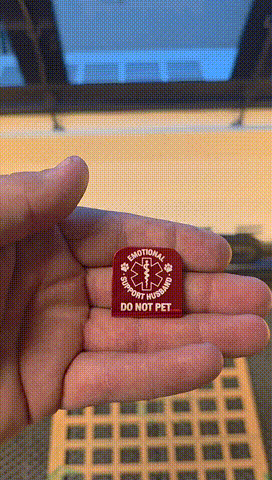 EMOTIONAL
SUPPORT HUSBAND
DO NOT PET